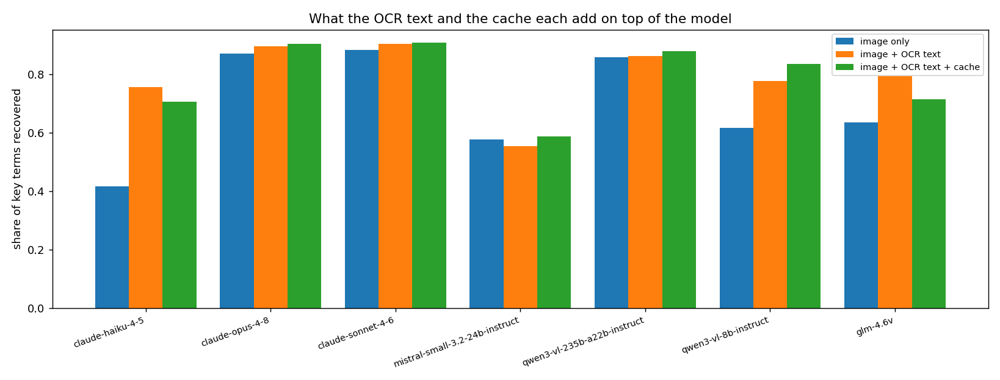 What the OCR text and the cache each add on top of the model
image only
image + OCR text
image + OCR text + cache
share of key terms recovered
0.8
0.6
0.4
0.2
0.0
claude-haiku-4-5
claude-opus-4-8
claude-sonnet-4-6
mistral-small-3.2-24b-instruct
qwen3-vl-235b-a22b-instruct
qwen3-vl-8b-instruct
glm-4.6v